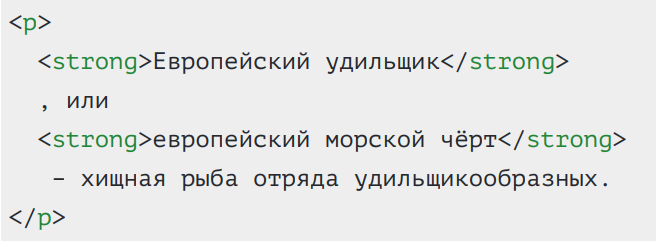 <p>
<strong>Европейский удильщик</strong>
, или
<strong>европейский морской чёрт</strong>
– хищная рыба отряда удильщикообразных.
</p>